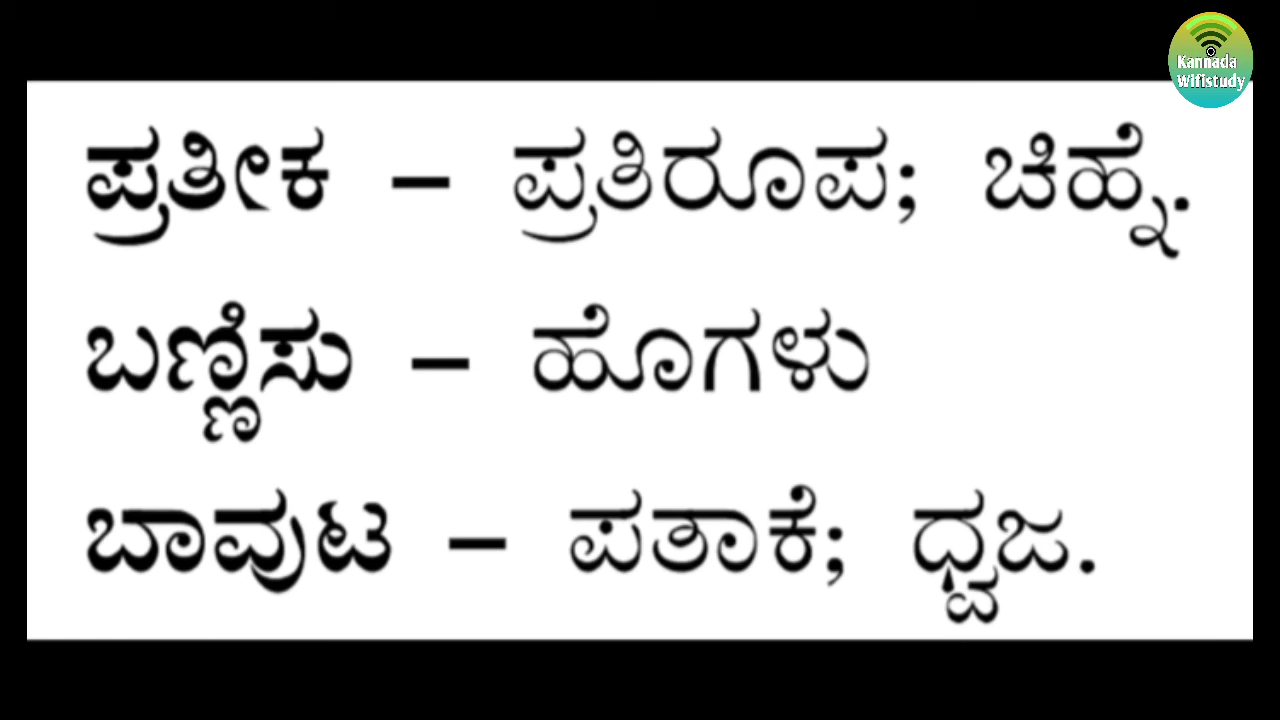 Kannada
Wifistudy
ಪ್ರತೀಕ – ಪ್ರತಿರೂಪ; ಚಿಹ್ನೆ.
ಬಣ್ಣಿಸು – ಹೊಗಳು
ಬಾವುಟ – ಪತಾಕೆ; ಧ್ವಜ.